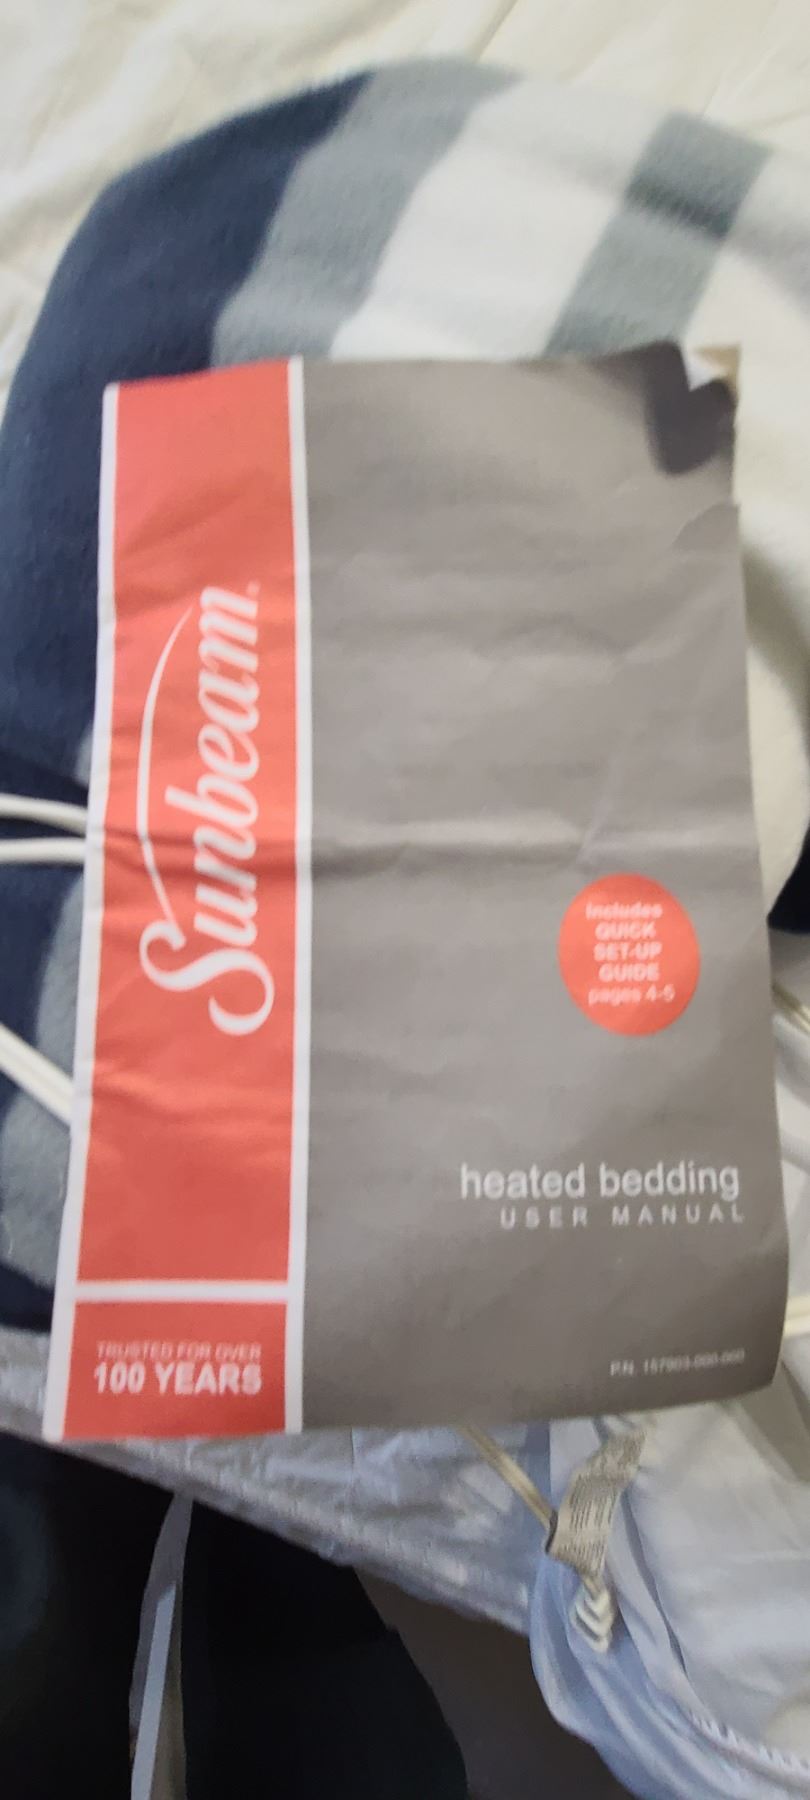 Sunbeam
Includes
QUICK
SET-UP
GUIDE
pages 4-5
heated bedding
USER MANUAL
TRUSTED FOR OVER
100 YEARS
P.N.